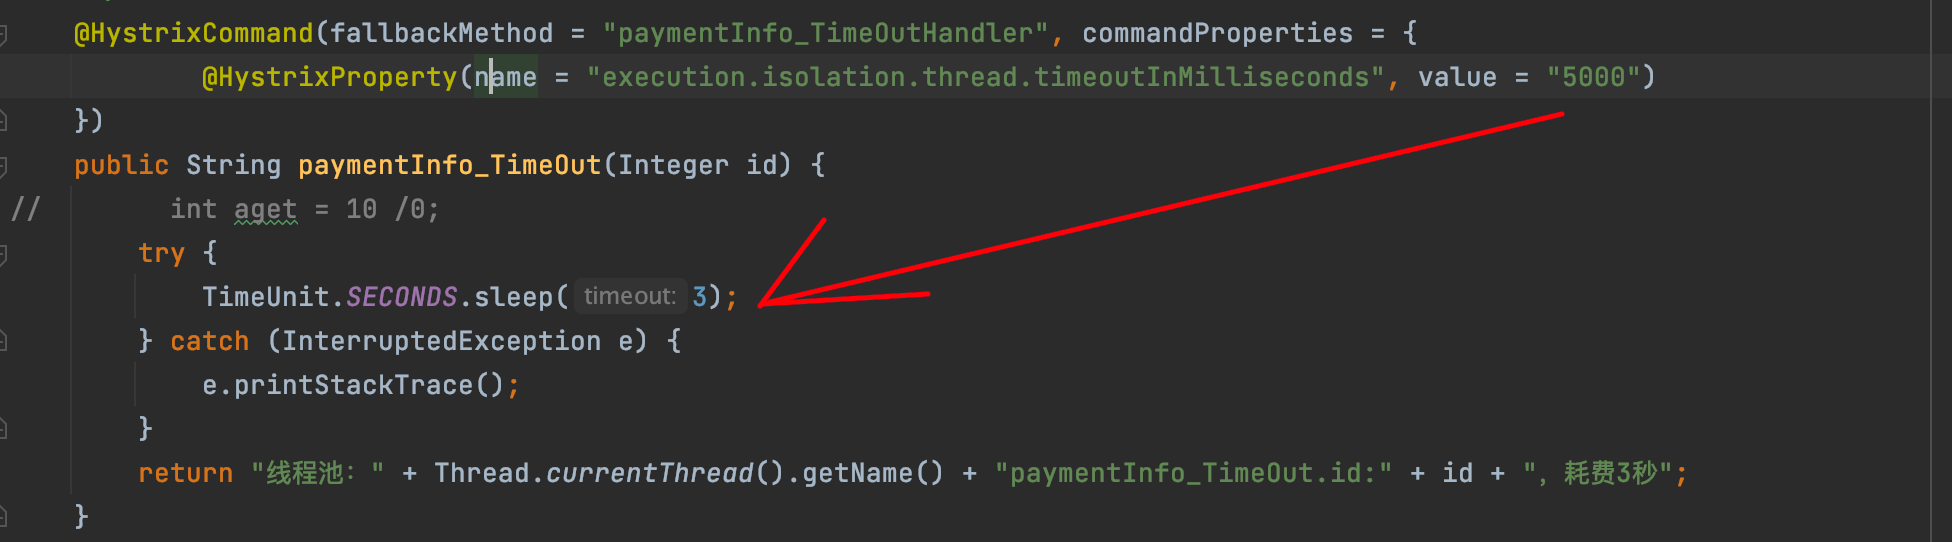 @HystrixCommand(fallbackMethod = "paymentInfo_TimeOutHandler", commandProperties = {
@HystrixProperty(name = "execution.isolation.thread.timeoutInMilliseconds", value = "5000")
})
public String paymentInfo_TimeOut(Integer id) {
//        int aget = 10 /0;
try {
TimeUnit.SECONDS.sleep( timeout: 3);
} catch (InterruptedException e) {
e.printStackTrace();
}
return "线程池：" + Thread.currentThread().getName() + "paymentInfo_TimeOut.id:" + id + "，耗费3秒";
}